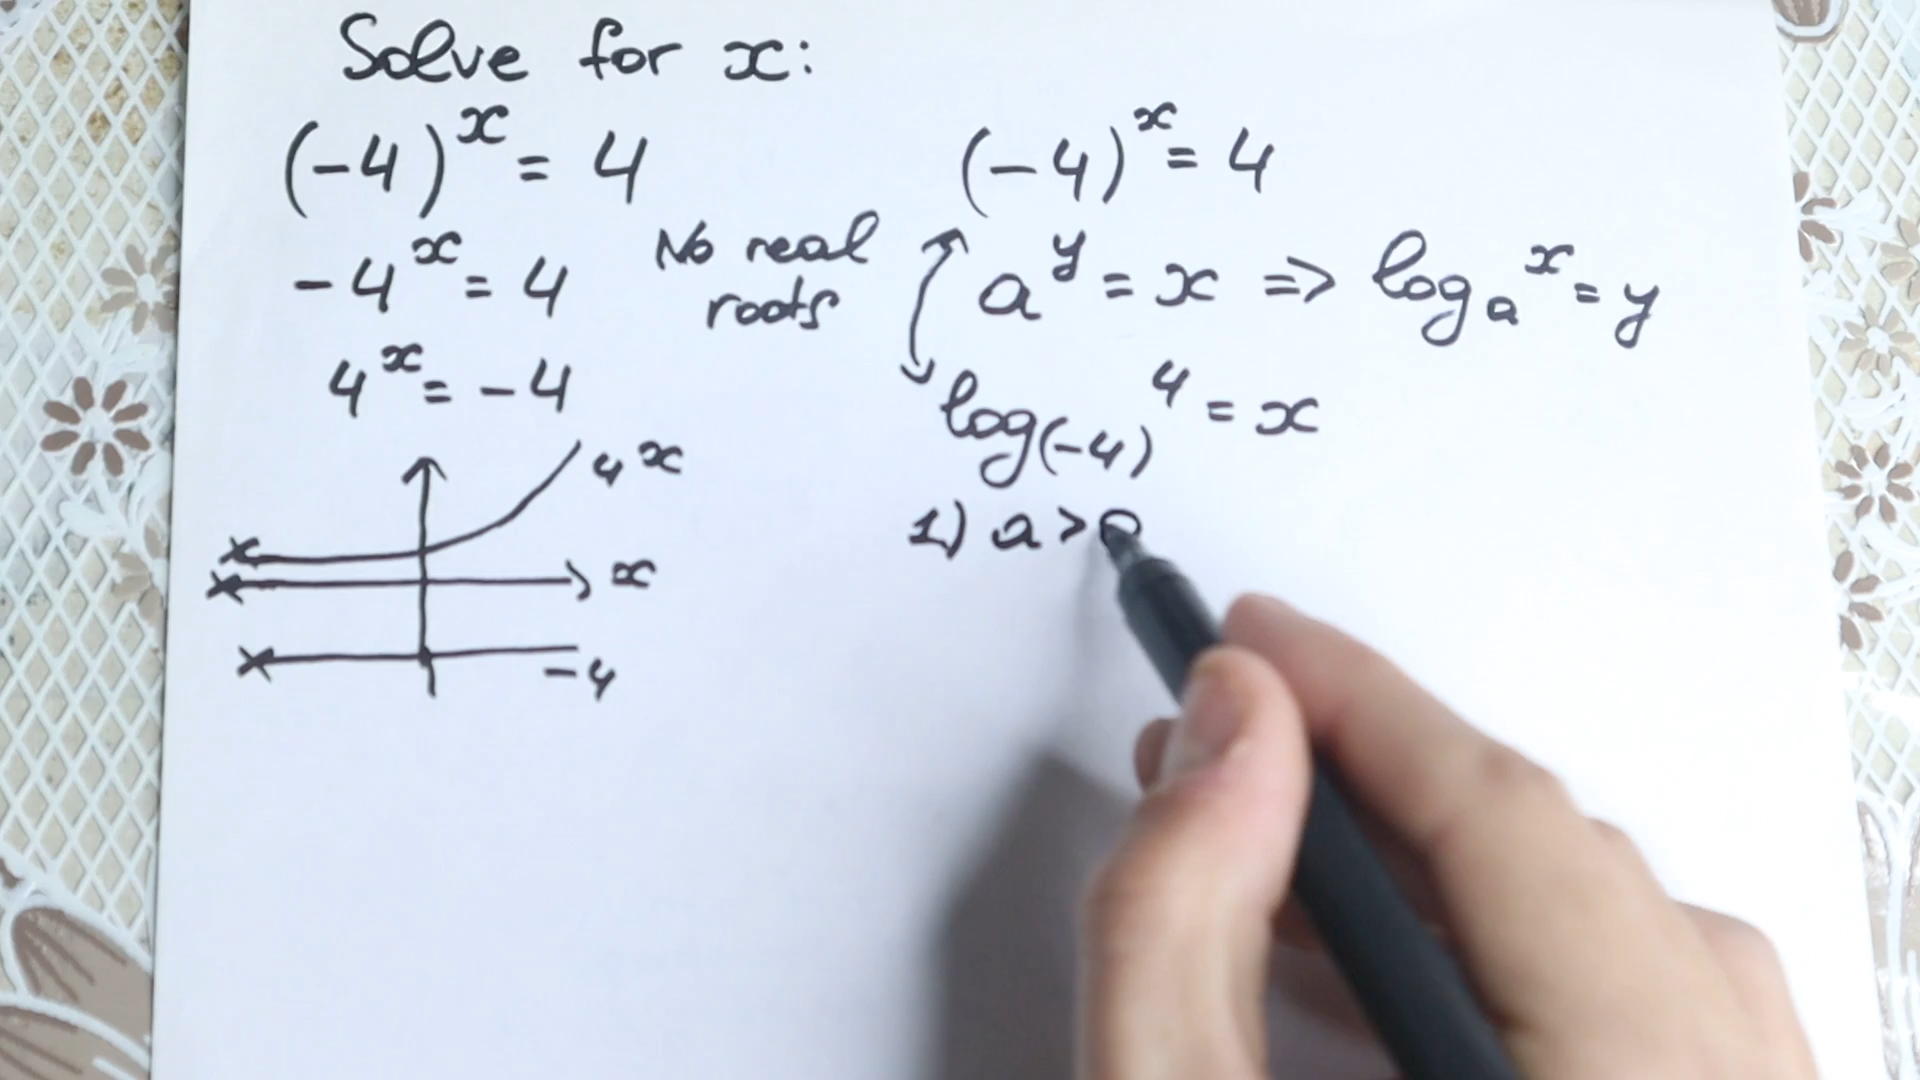 Solve for x:
(-4)^x = 4
-4^x = 4
No real
roots
4^x = -4
4^x
x
-4
(-4)^x = 4
a^y = x => log_a^x = y
log_(-4)^4 = x
1) a > 0